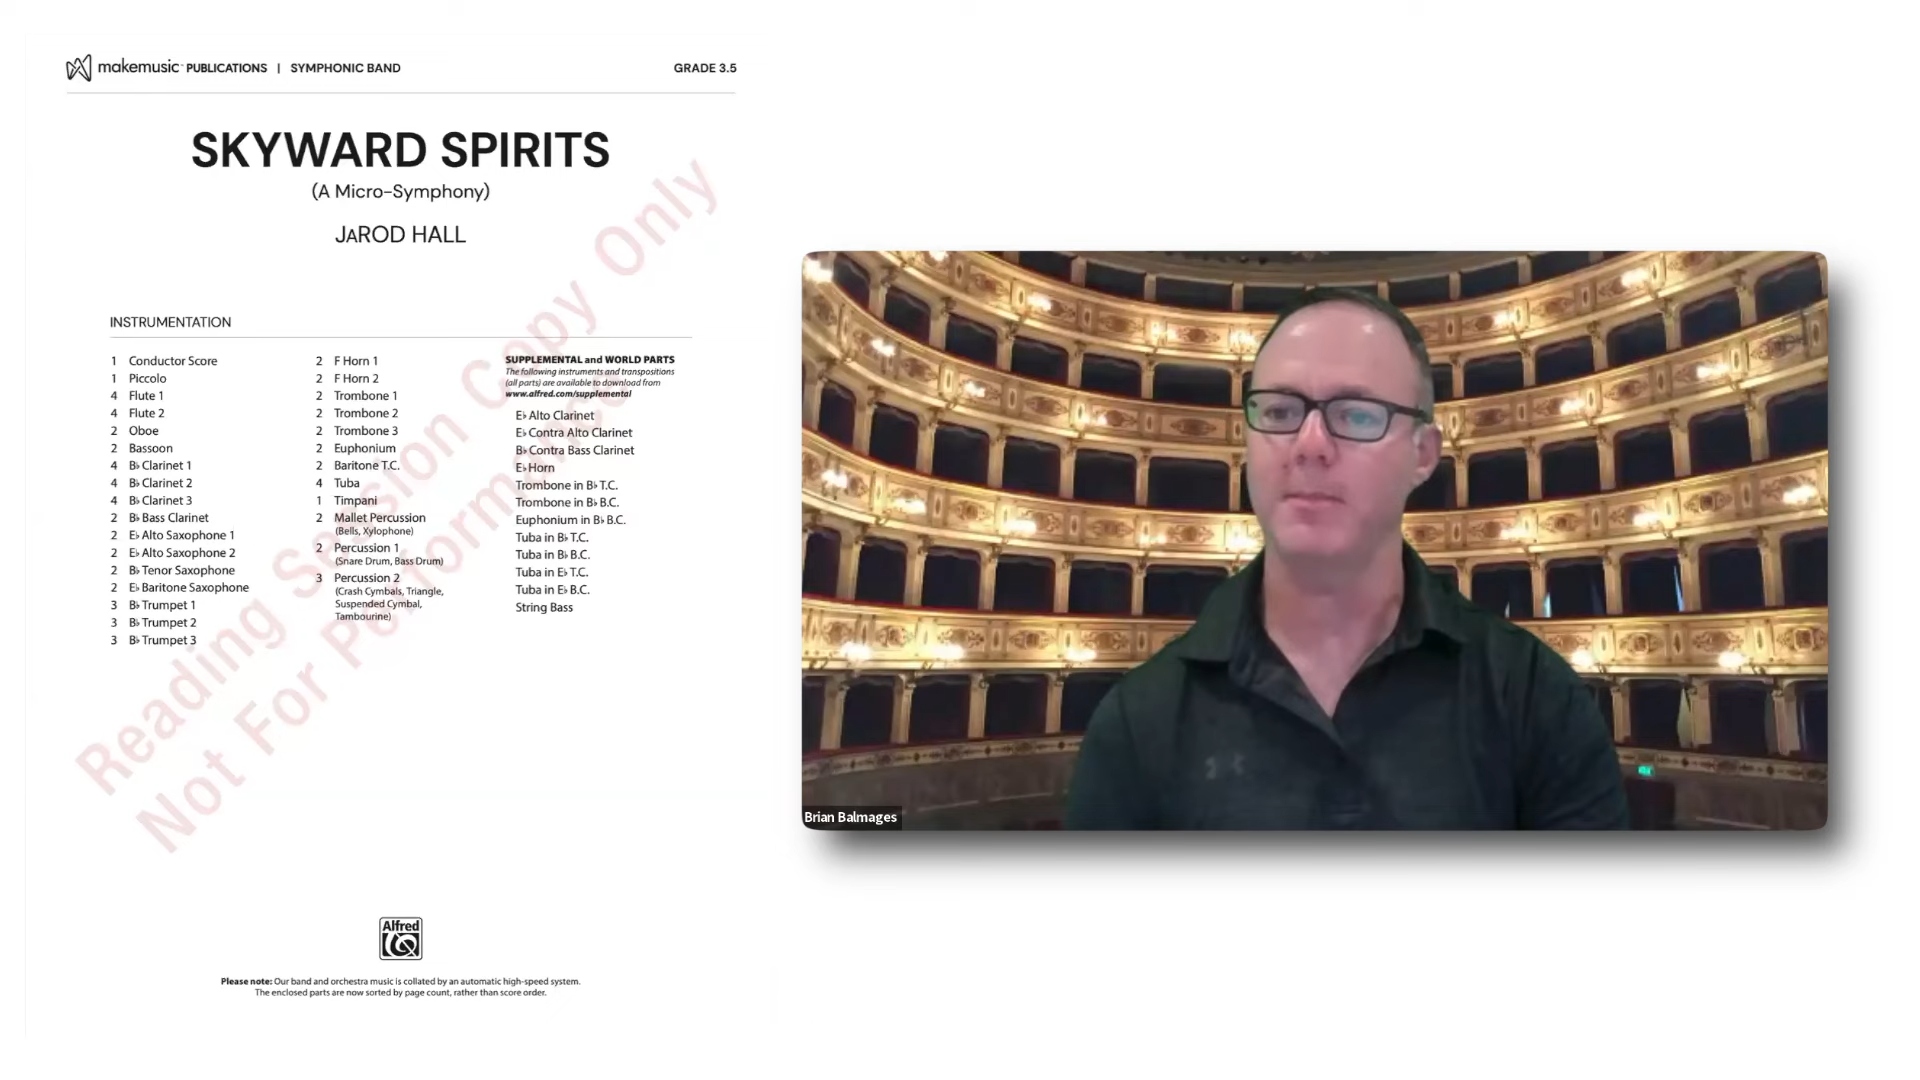 makemusic PUBLICATIONS | SYMPHONIC BAND
GRADE 3.5
SKYWARD SPIRITS
(A Micro-Symphony)
JAROD HALL
INSTRUMENTATION
1 Conductor Score
1 Piccolo
4 Flute 1
4 Flute 2
2 Oboe
2 Bassoon
4 B♭ Clarinet 1
4 B♭ Clarinet 2
4 B♭ Clarinet 3
2 B♭ Bass Clarinet
2 E♭ Alto Saxophone 1
2 E♭ Alto Saxophone 2
2 B♭ Tenor Saxophone
2 E♭ Baritone Saxophone
3 B♭ Trumpet 1
3 B♭ Trumpet 2
3 B♭ Trumpet 3
2 F Horn 1
2 F Horn 2
2 Trombone 1
2 Trombone 2
2 Trombone 3
2 Euphonium
2 Baritone T.C.
4 Tuba
1 Timpani
2 Mallet Percussion
(Bells, Xylophone)
2 Percussion 1
(Snare Drum, Bass Drum)
3 Percussion 2
(Crash Cymbals, Triangle,
Suspended Cymbal,
Tambourine)
SUPPLEMENTAL and WORLD PARTS
The following instruments and transpositions
(all parts) are available to download from
www.alfred.com/supplemental
E♭ Alto Clarinet
E♭ Contra Alto Clarinet
B♭ Contra Bass Clarinet
E♭ Horn
Trombone in B♭ T.C.
Trombone in B♭ B.C.
Euphonium in B♭ B.C.
Tuba in B♭ T.C.
Tuba in B♭ B.C.
Tuba in E♭ T.C.
Tuba in E♭ B.C.
String Bass
Reading Session Copy Only
Not For Performance
Alfred
Please note: Our band and orchestra music is collated by an automatic high-speed system.
The enclosed parts are now sorted by page count, rather than score order.
Brian Balmages